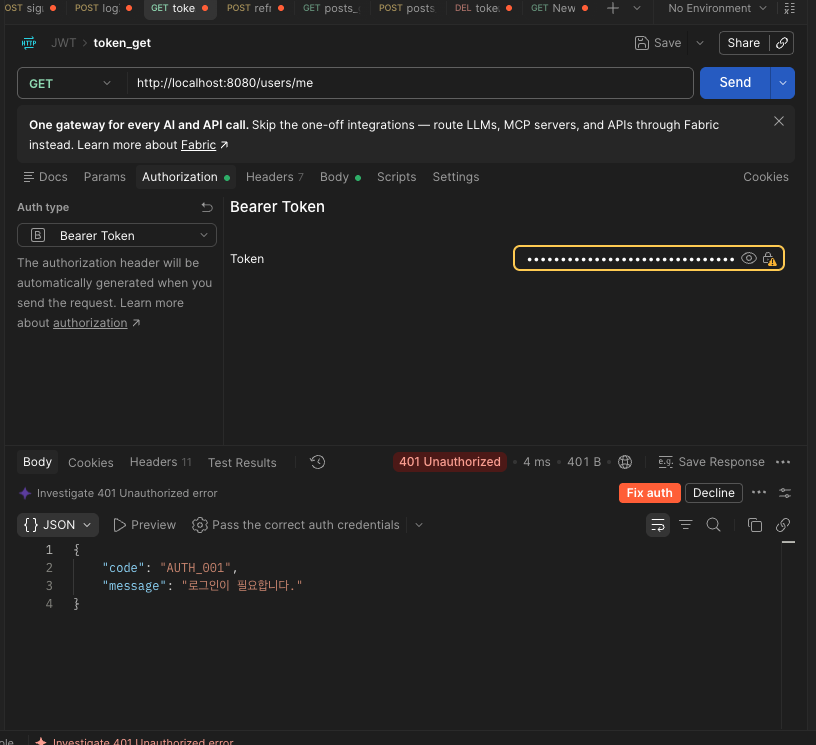 OST sig POST log GET toke POST refr GET posts_ POST posts_ DEL toke GET New No Environment
HTTP JWT > token_get Save Share
GET http://localhost:8080/users/me Send
One gateway for every AI and API call. Skip the one-off integrations — route LLMs, MCP servers, and APIs through Fabric
instead. Learn more about Fabric ↗
Docs Params Authorization Headers 7 Body Scripts Settings Cookies
Auth type
Bearer Token
B Bearer Token
Token ••••••••••••••••••••••••••••••
The authorization header will be
automatically generated when you
send the request. Learn more
about authorization ↗
Body Cookies Headers 11 Test Results 401 Unauthorized • 4 ms • 401 B • e.g. Save Response
Investigate 401 Unauthorized error Fix auth Decline
{} JSON Preview Pass the correct auth credentials
1 {
2 "code": "AUTH_001",
3 "message": "로그인이 필요합니다."
4 }
Investigate 401 Unauthorized error